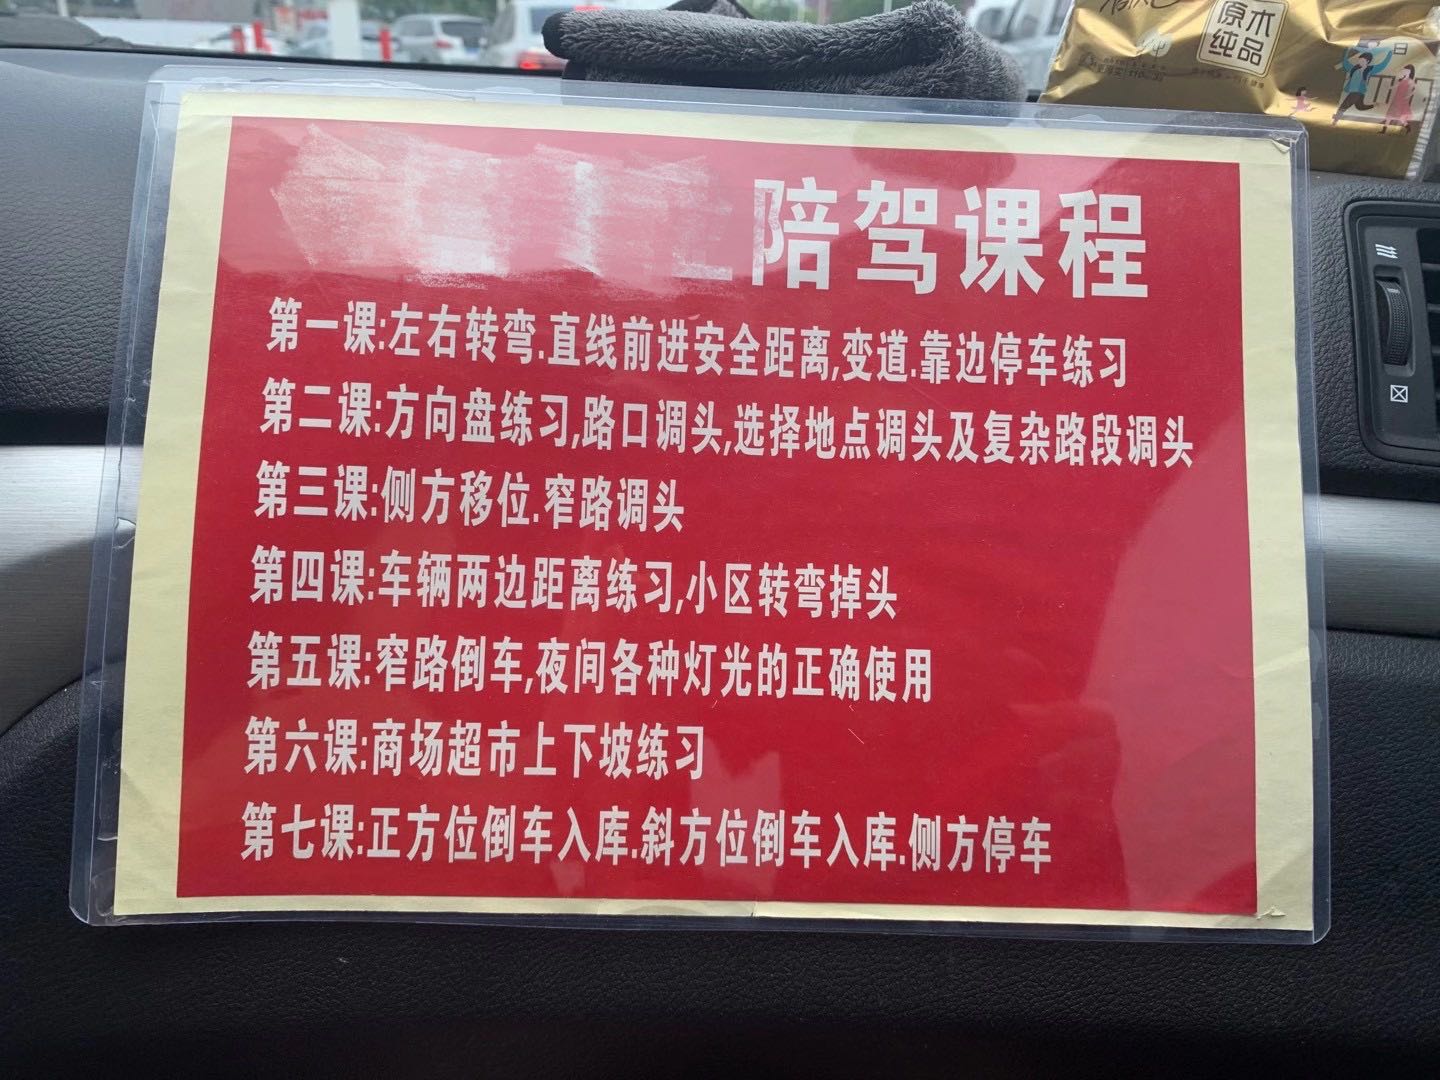 原木
纯品
陪驾课程
第一课:左右转弯.直线前进安全距离,变道.靠边停车练习
第二课:方向盘练习,路口调头,选择地点调头及复杂路段调头
第三课:侧方移位.窄路调头
第四课:车辆两边距离练习,小区转弯掉头
第五课:窄路倒车,夜间各种灯光的正确使用
第六课:商场超市上下坡练习
第七课:正方位倒车入库.斜方位倒车入库.侧方停车